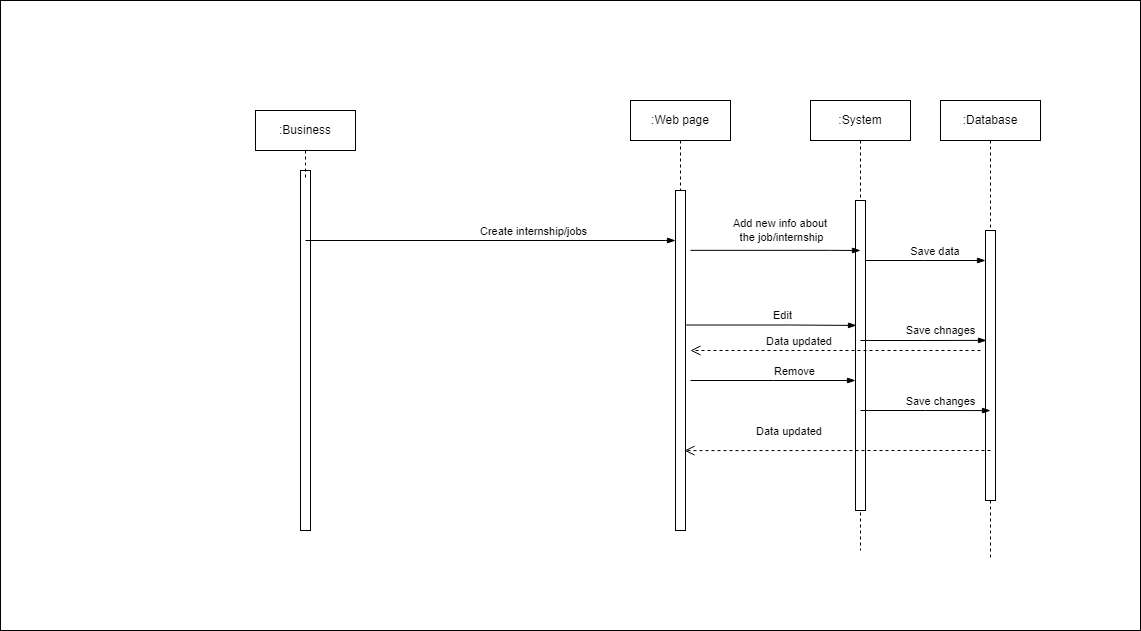 :Business
:Web page
:System
:Database
Create internship/jobs
Add new info about
the job/internship
Save data
Edit
Save chnages
Data updated
Remove
Save changes
Data updated